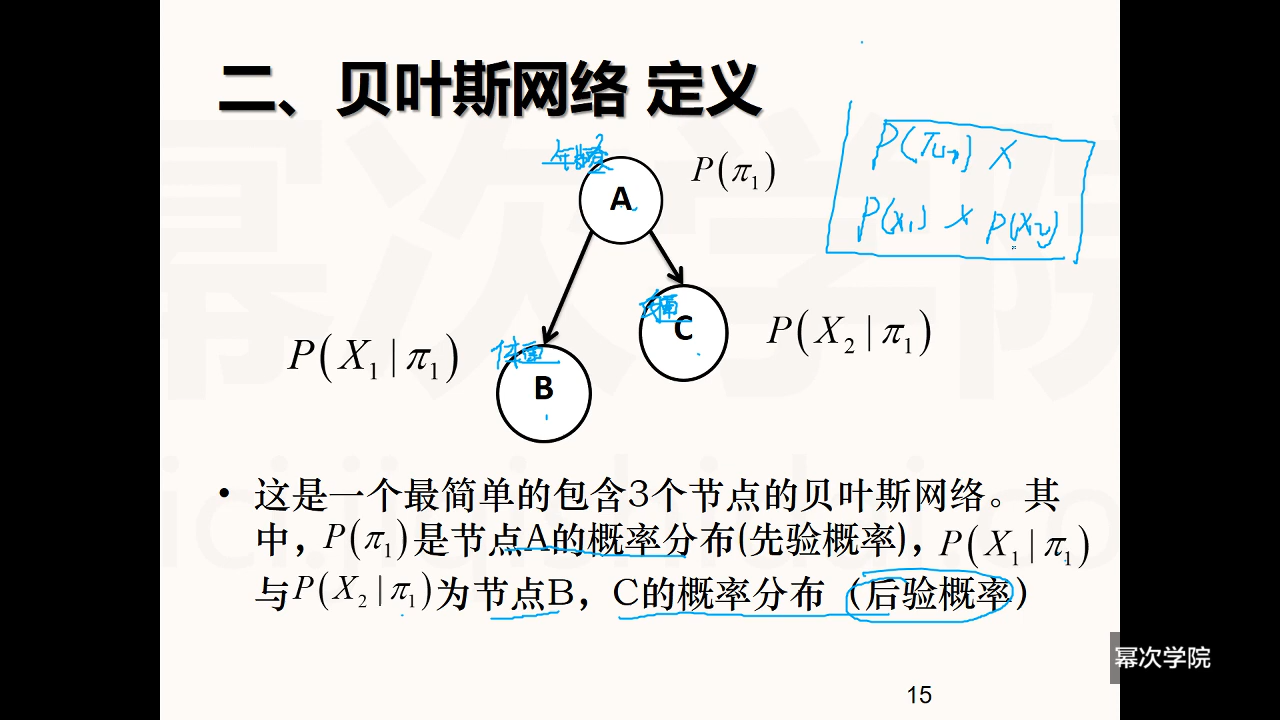 二、贝叶斯网络 定义
A
P(π₁)
P(π₁) X
P(X₁) X P(X₂)
C
P(X₂|π₁)
P(X₁|π₁)
体面
B
• 这是一个最简单的包含3个节点的贝叶斯网络。其
中，P(π₁)是节点A的概率分布(先验概率)，P(X₁|π₁)
与P(X₂|π₁)为节点B，C的概率分布（后验概率）
幂次学院
15